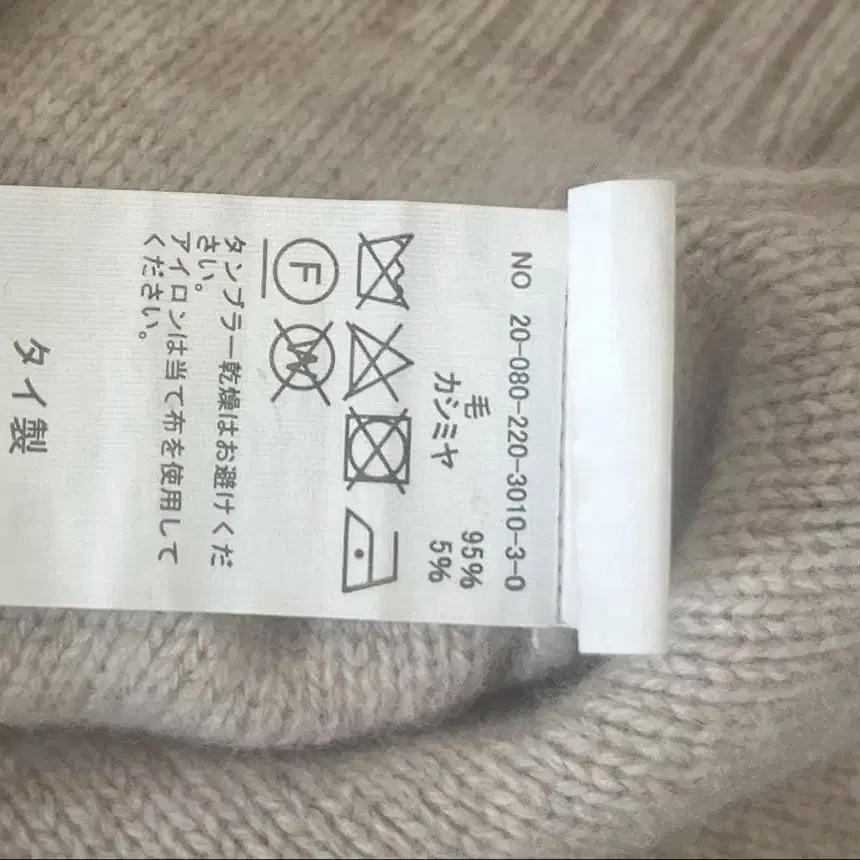 NO 20-080-220-3010-3-0
毛 95%
カシミヤ 5%
F
W
タンブラー乾燥はお避けくだ
さい。
アイロンは当て布を使用して
ください。
タイ製